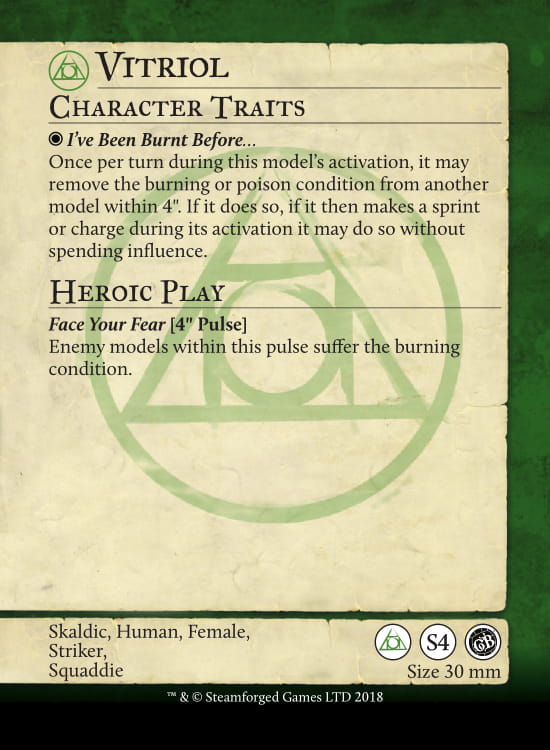 Vitriol
Character Traits
I've Been Burnt Before...
Once per turn during this model's activation, it may
remove the burning or poison condition from another
model within 4". If it does so, if it then makes a sprint
or charge during its activation it may do so without
spending influence.
Heroic Play
Face Your Fear [4" Pulse]
Enemy models within this pulse suffer the burning
condition.
Skaldic, Human, Female,
Striker,
Squaddie
S4
GB
Size 30 mm
™ & © Steamforged Games LTD 2018